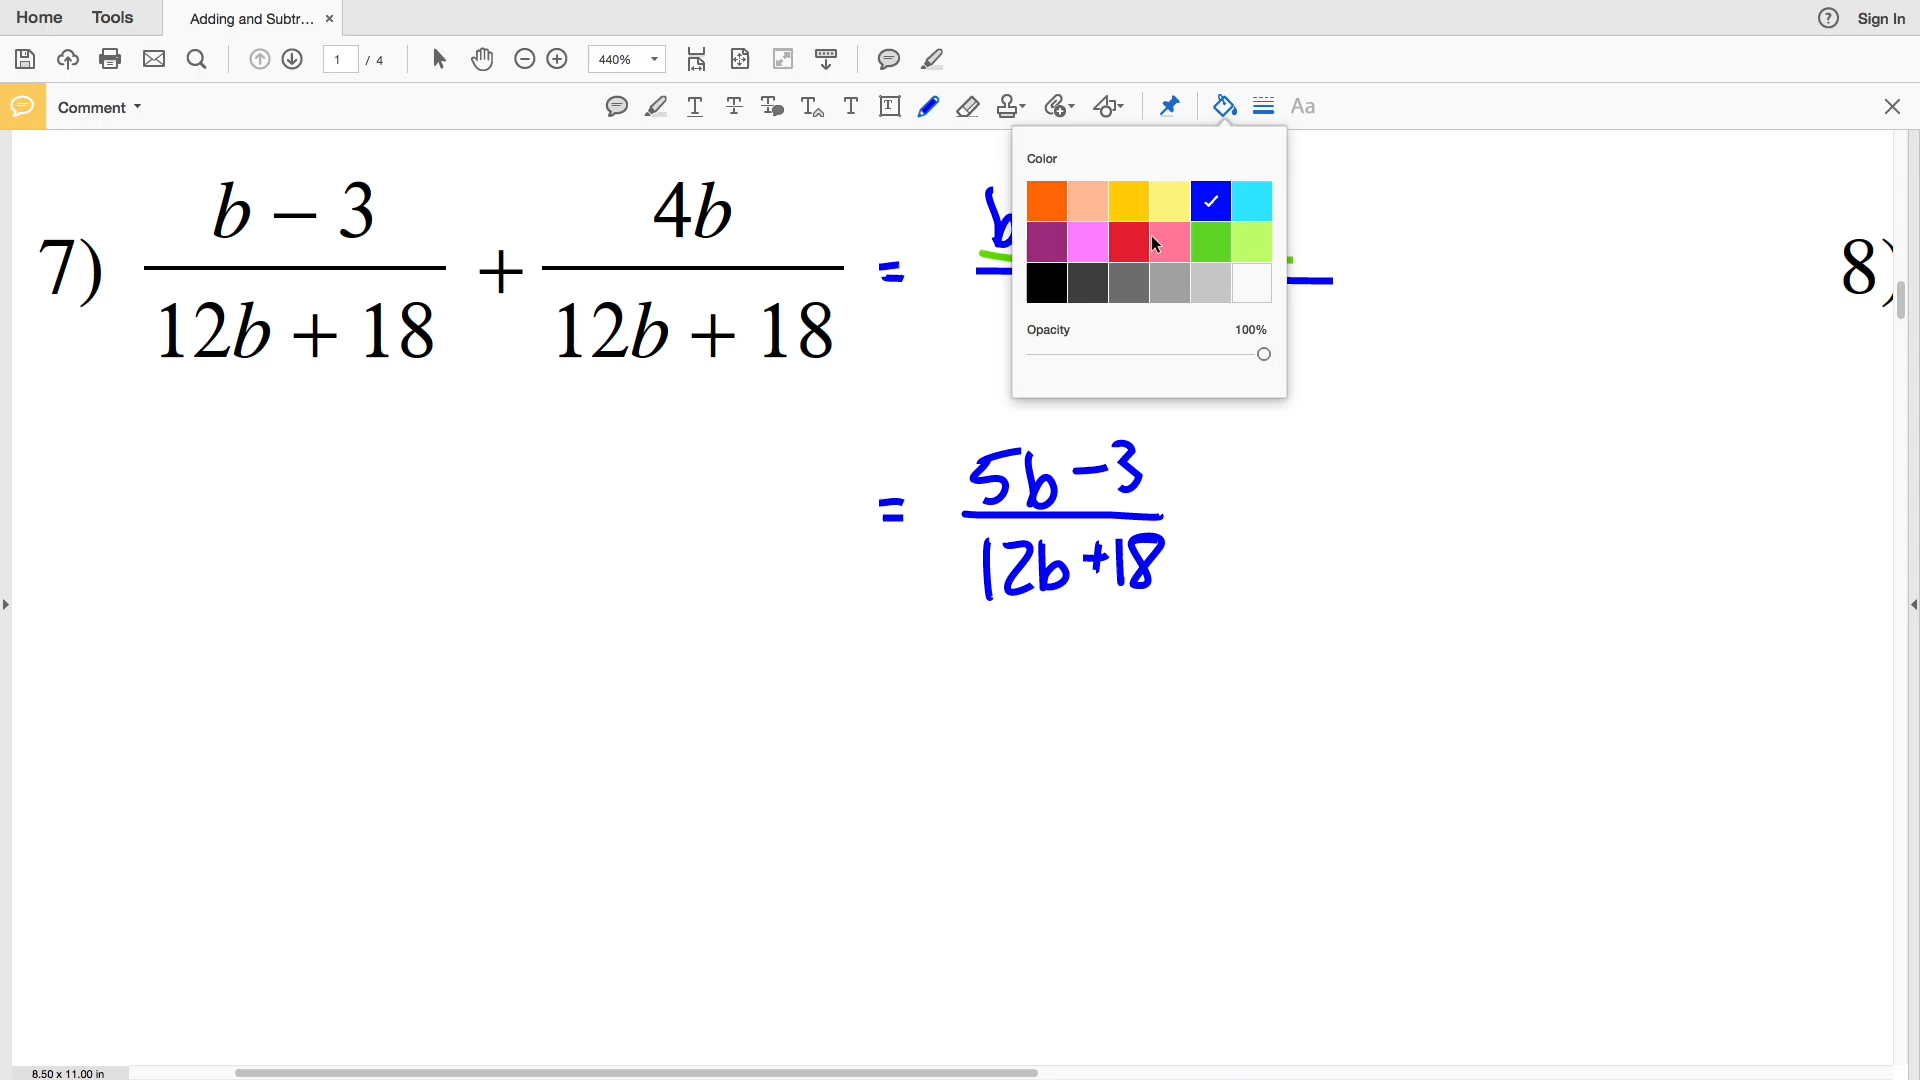 Home Tools Adding and Subtr... × ? Sign In
1 / 4 440%
Comment T T T T T T Aa
Color
7) b − 3 / 12b + 18 + 4b / 12b + 18 = b
8)
Opacity 100%
= 5b - 3 / 12b + 18
8.50 x 11.00 in